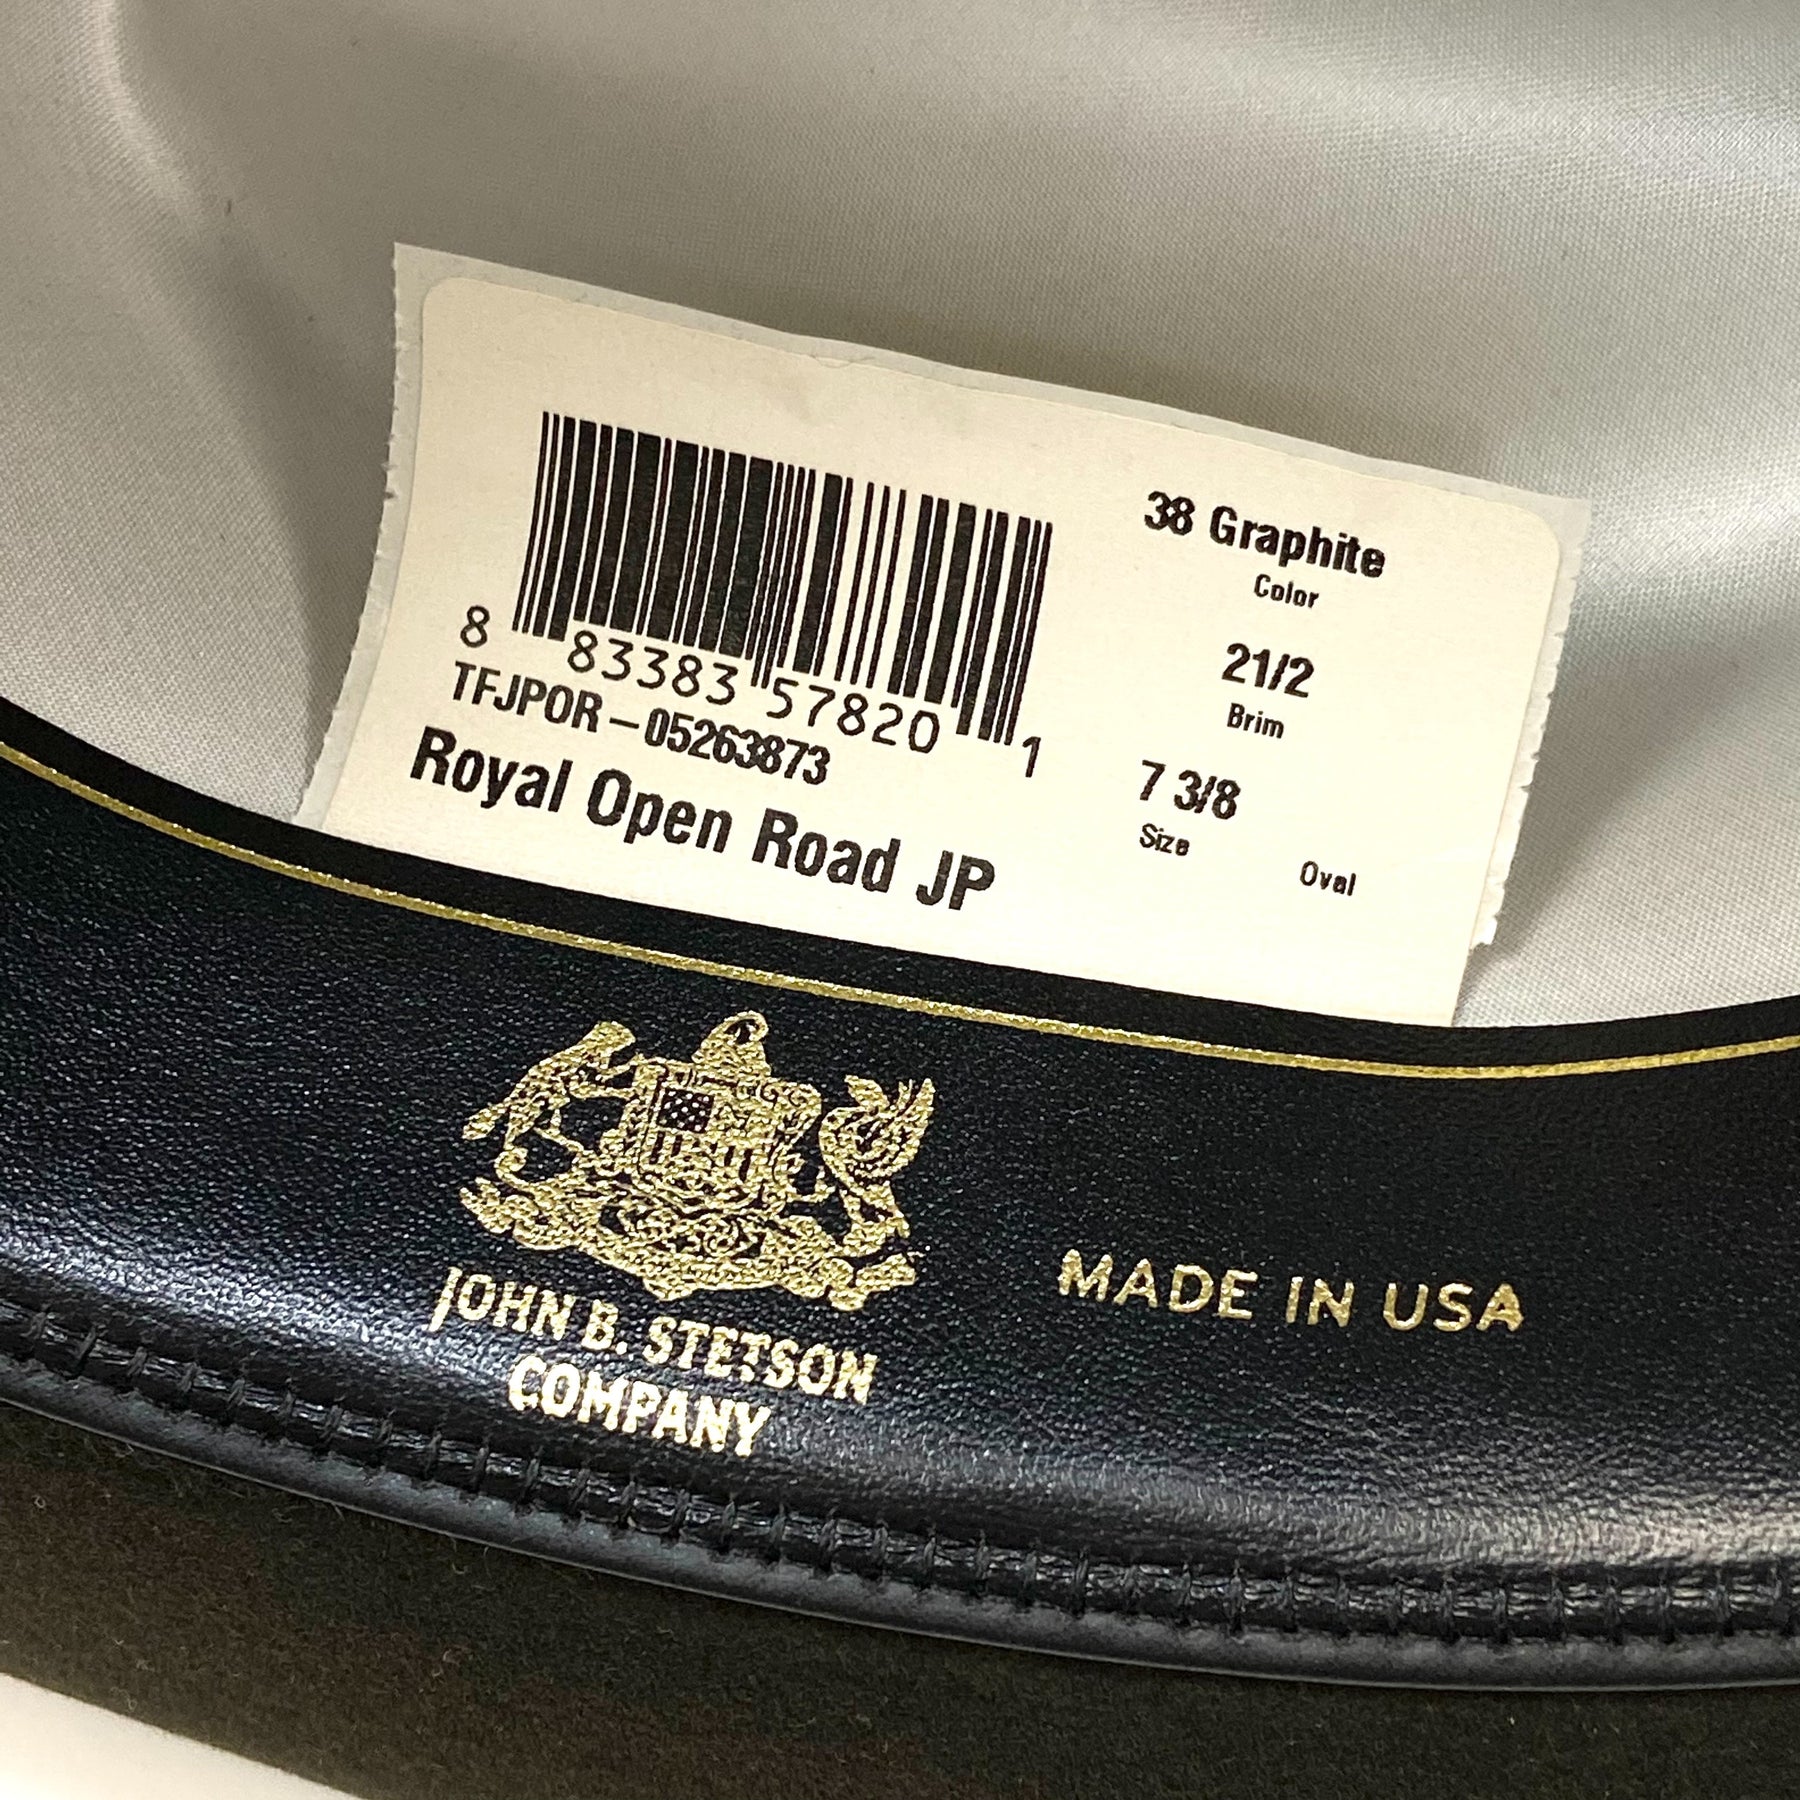 8 83383 57820 1
TFJPOR-05263873
Royal Open Road JP
38 Graphite
Color
21/2
Brim
7 3/8
Size
Oval
JOHN B. STETSON
COMPANY
MADE IN USA